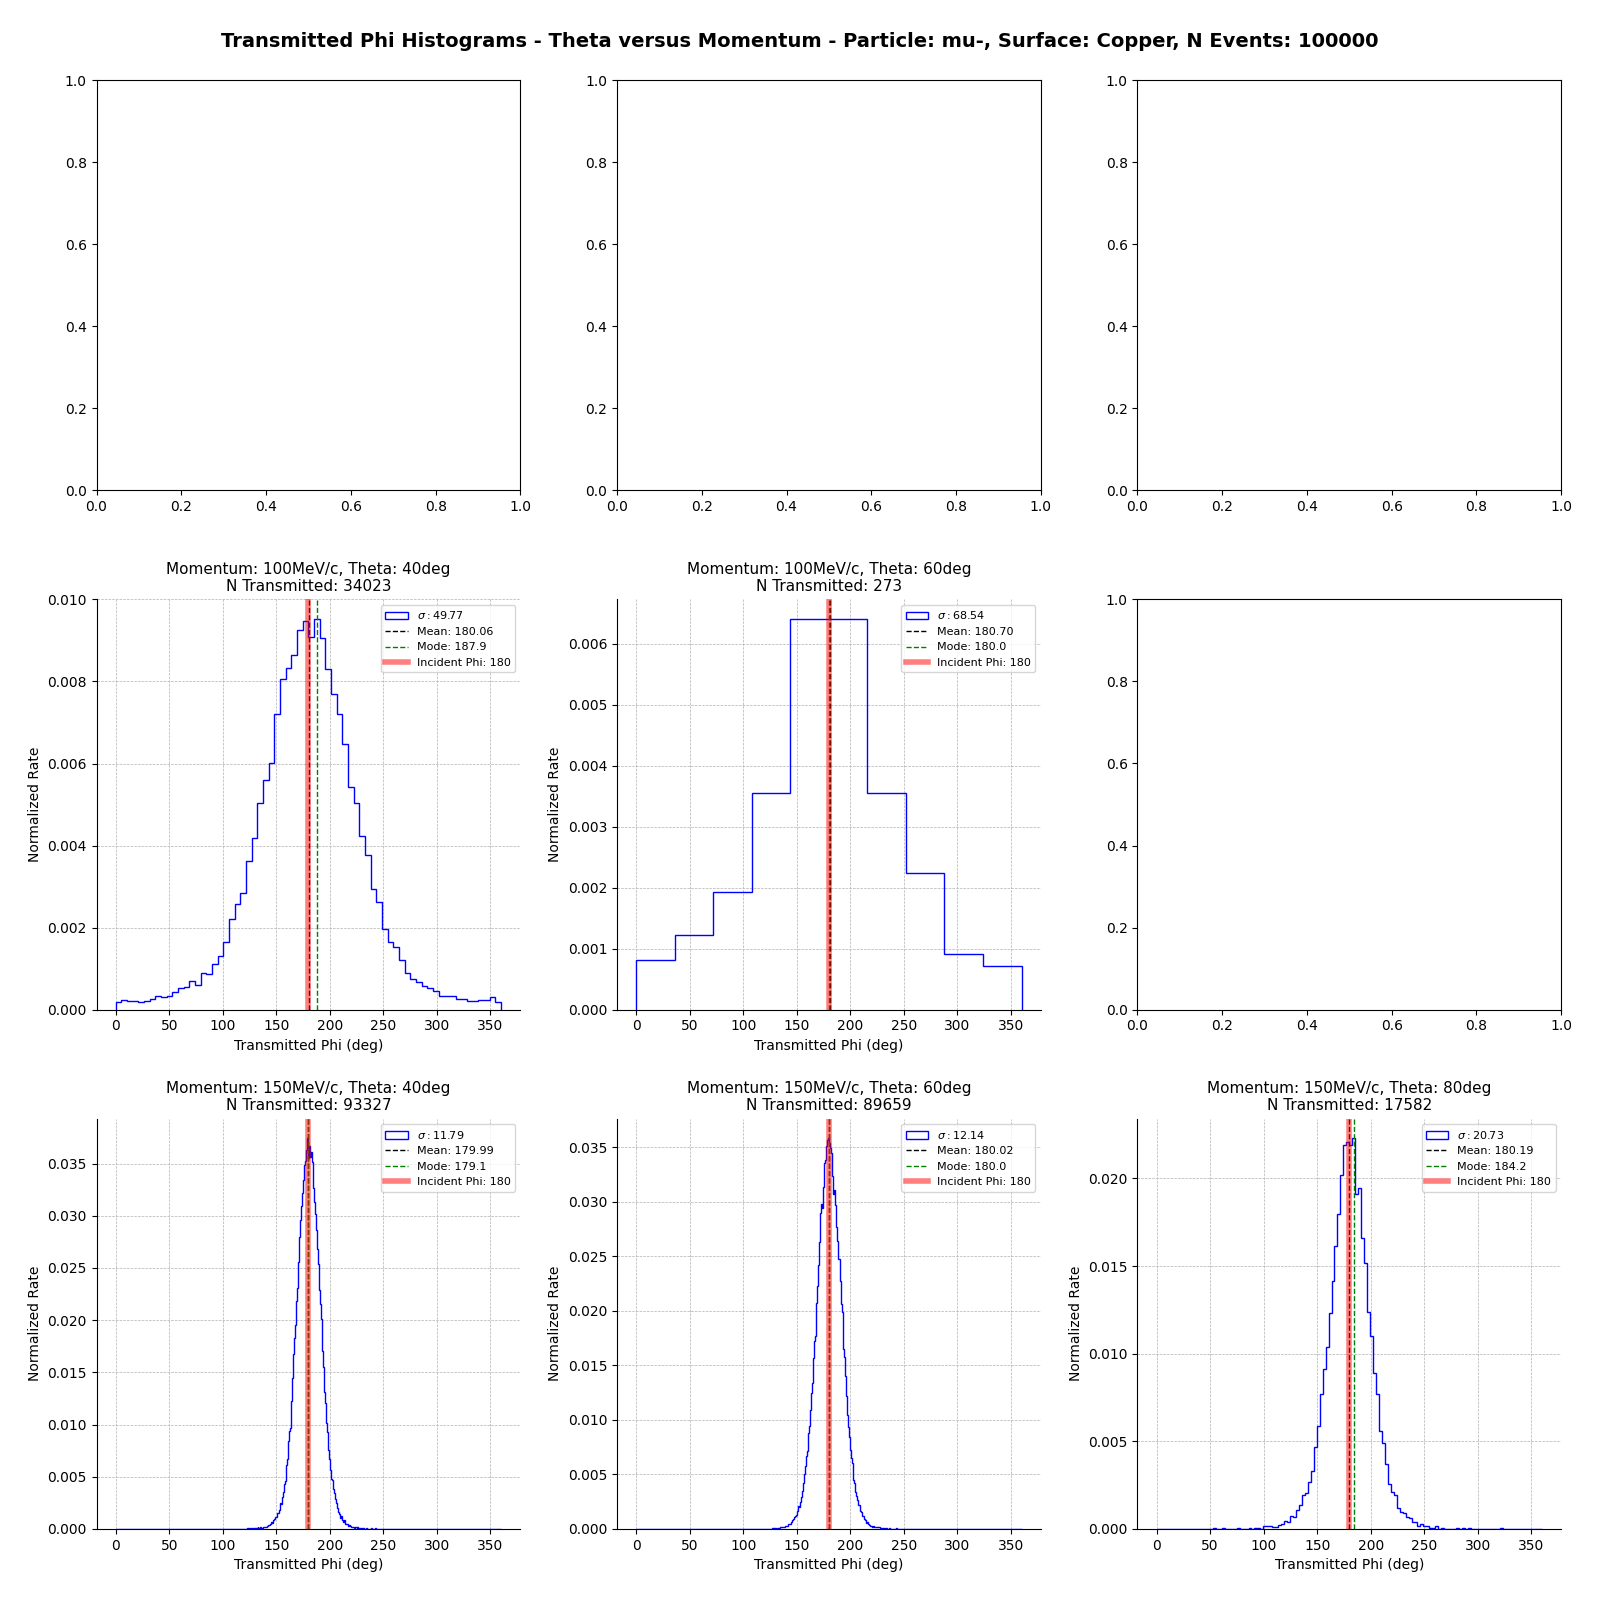 Transmitted Phi Histograms - Theta versus Momentum - Particle: mu-, Surface: Copper, N Events: 100000
1.0
0.8
0.6
0.4
0.2
0.0
0.0 0.2 0.4 0.6 0.8 1.0
1.0
0.8
0.6
0.4
0.2
0.0
0.0 0.2 0.4 0.6 0.8 1.0
1.0
0.8
0.6
0.4
0.2
0.0
0.0 0.2 0.4 0.6 0.8 1.0
Momentum: 100MeV/c, Theta: 40deg
N Transmitted: 34023
σ: 49.77
Mean: 180.06
Mode: 187.9
Incident Phi: 180
Normalized Rate
0.010
0.008
0.006
0.004
0.002
0.000
0 50 100 150 200 250 300 350
Transmitted Phi (deg)
Momentum: 100MeV/c, Theta: 60deg
N Transmitted: 273
σ: 68.54
Mean: 180.70
Mode: 180.0
Incident Phi: 180
Normalized Rate
0.006
0.005
0.004
0.003
0.002
0.001
0.000
0 50 100 150 200 250 300 350
Transmitted Phi (deg)
1.0
0.8
0.6
0.4
0.2
0.0
0.0 0.2 0.4 0.6 0.8 1.0
Momentum: 150MeV/c, Theta: 40deg
N Transmitted: 93327
σ: 11.79
Mean: 179.99
Mode: 179.1
Incident Phi: 180
Normalized Rate
0.035
0.030
0.025
0.020
0.015
0.010
0.005
0.000
0 50 100 150 200 250 300 350
Transmitted Phi (deg)
Momentum: 150MeV/c, Theta: 60deg
N Transmitted: 89659
σ: 12.14
Mean: 180.02
Mode: 180.0
Incident Phi: 180
Normalized Rate
0.035
0.030
0.025
0.020
0.015
0.010
0.005
0.000
0 50 100 150 200 250 300 350
Transmitted Phi (deg)
Momentum: 150MeV/c, Theta: 80deg
N Transmitted: 17582
σ: 20.73
Mean: 180.19
Mode: 184.2
Incident Phi: 180
Normalized Rate
0.020
0.015
0.010
0.005
0.000
0 50 100 150 200 250 300 350
Transmitted Phi (deg)